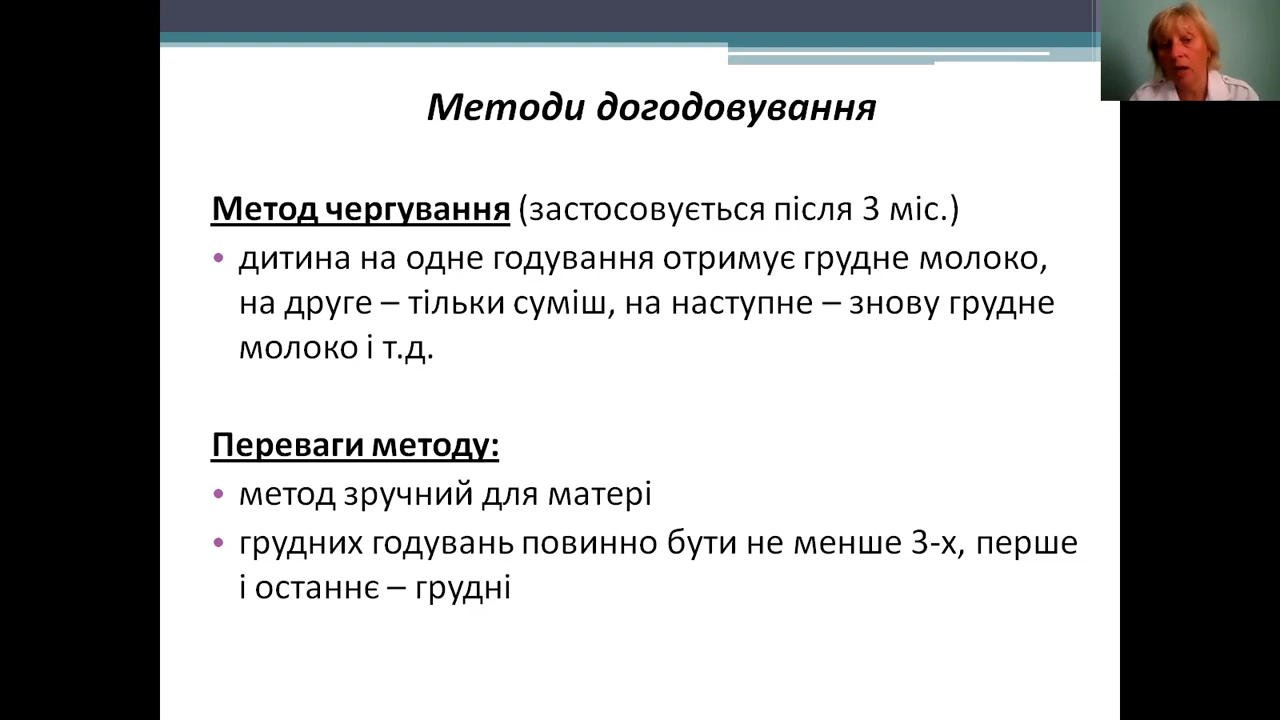 Методи догодовування
Метод чергування (застосовується після 3 міс.)
• дитина на одне годування отримує грудне молоко,
на друге – тільки суміш, на наступне – знову грудне
молоко і т.д.
Переваги методу:
• метод зручний для матері
• грудних годувань повинно бути не менше 3-х, перше
і останнє – грудні